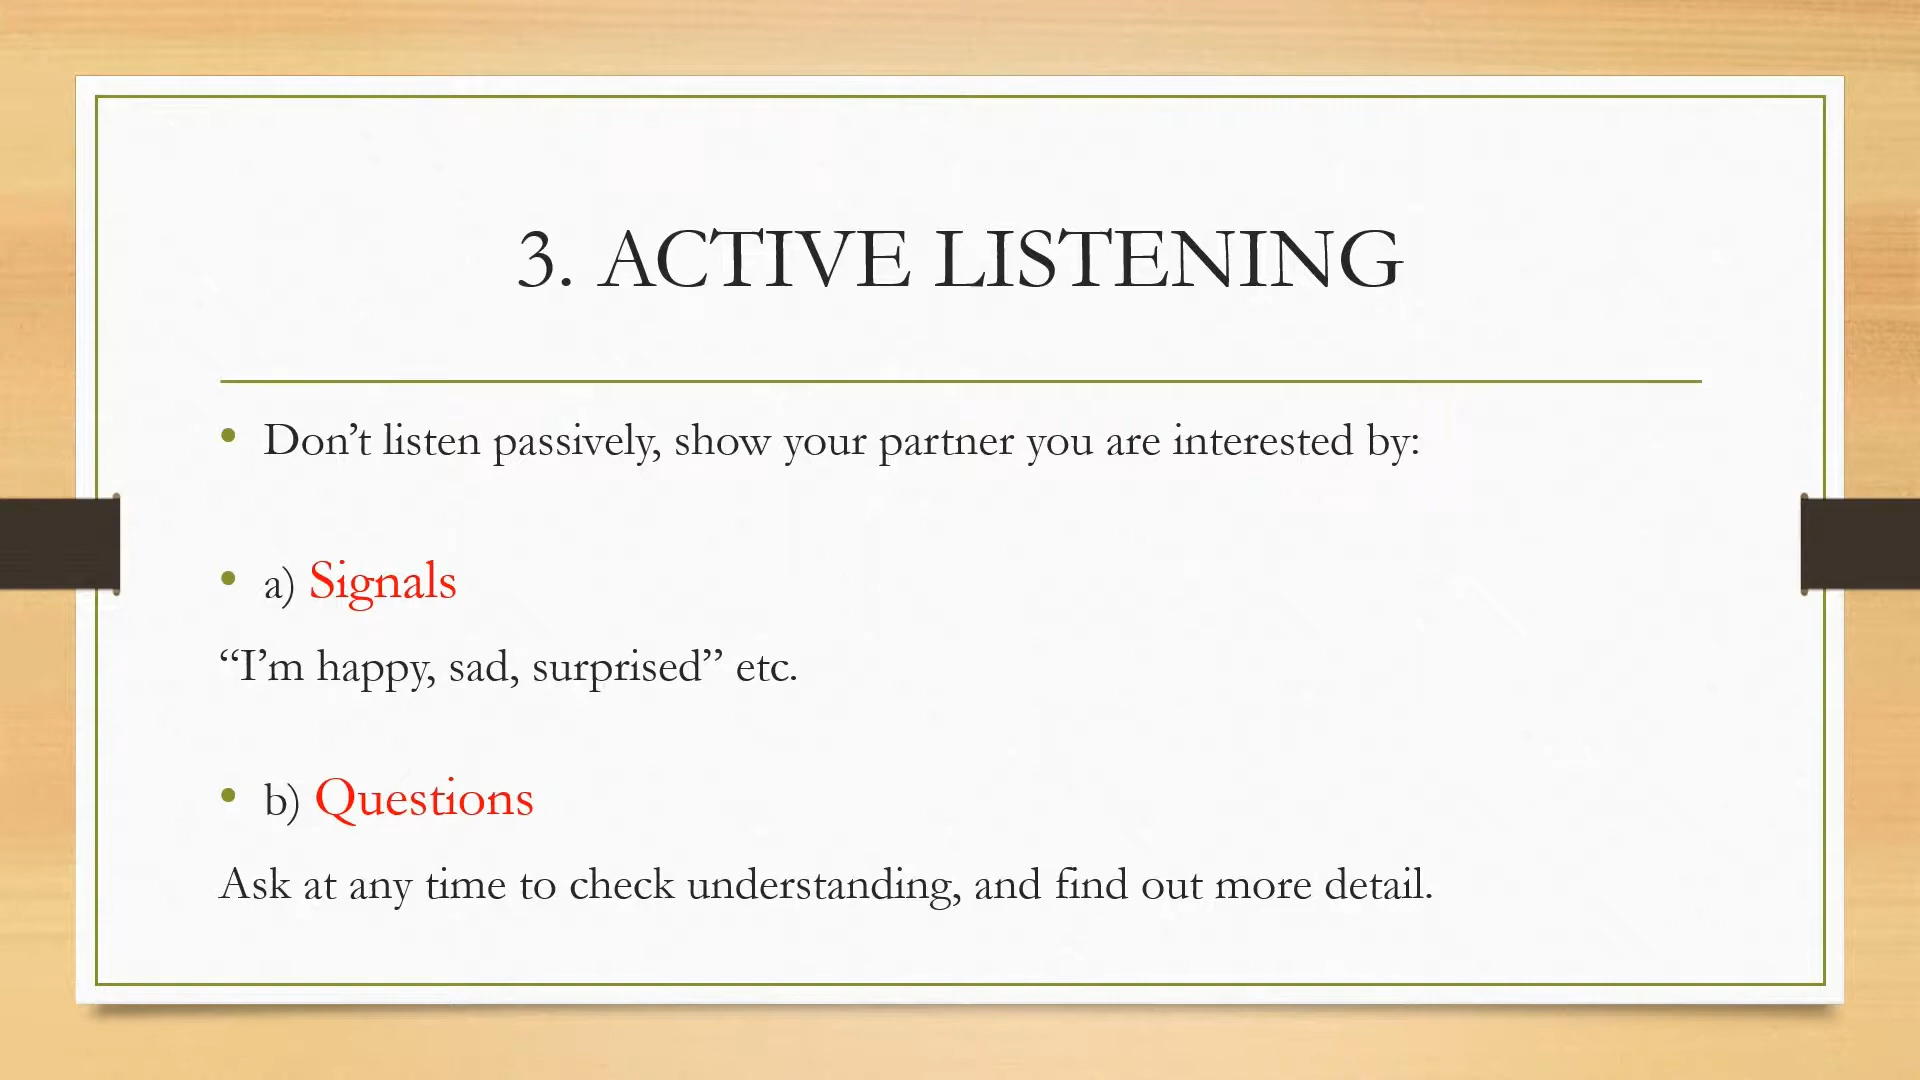 3. ACTIVE LISTENING
• Don’t listen passively, show your partner you are interested by:
• a) Signals
“I’m happy, sad, surprised” etc.
• b) Questions
Ask at any time to check understanding, and find out more detail.